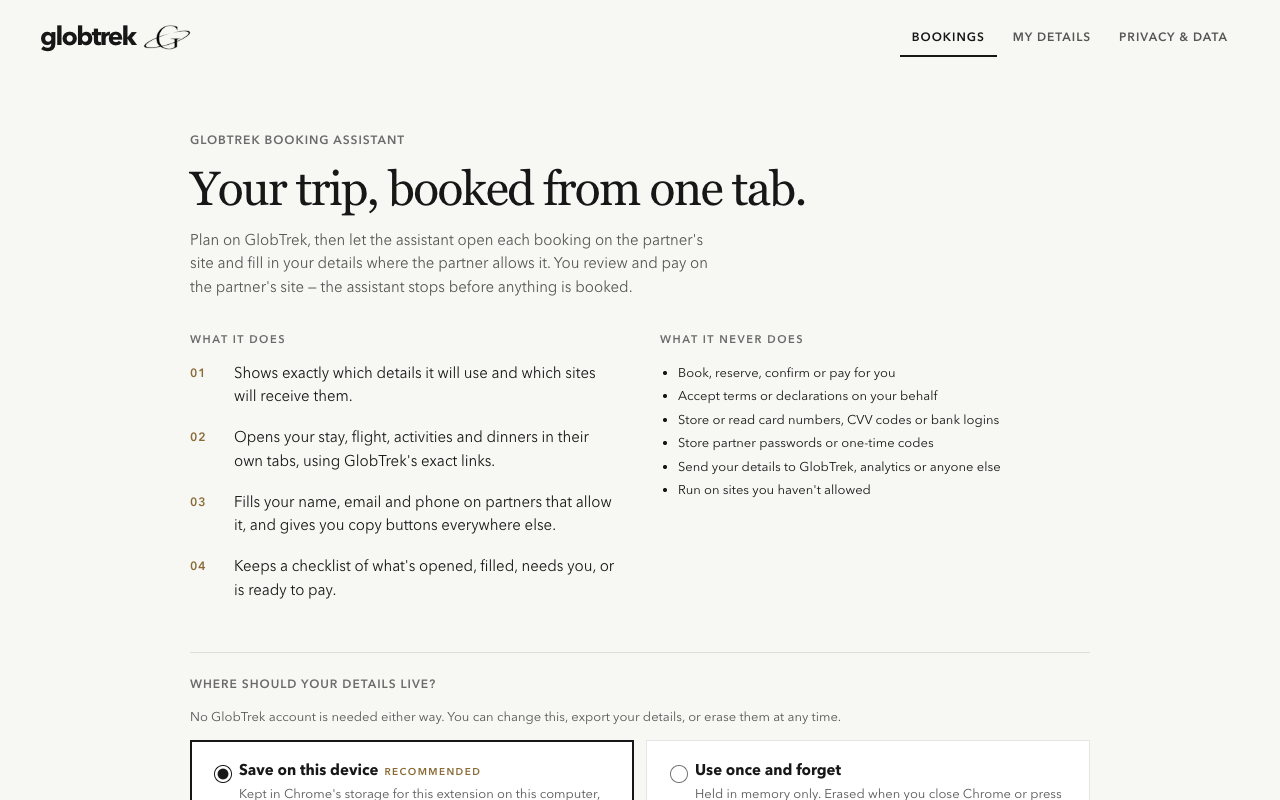 globtrek G
BOOKINGS
MY DETAILS
PRIVACY & DATA
GLOBTREK BOOKING ASSISTANT
Your trip, booked from one tab.
Plan on GlobTrek, then let the assistant open each booking on the partner's
site and fill in your details where the partner allows it. You review and pay on
the partner's site — the assistant stops before anything is booked.
WHAT IT DOES
01 Shows exactly which details it will use and which sites
will receive them.
02 Opens your stay, flight, activities and dinners in their
own tabs, using GlobTrek's exact links.
03 Fills your name, email and phone on partners that allow
it, and gives you copy buttons everywhere else.
04 Keeps a checklist of what's opened, filled, needs you, or
is ready to pay.
WHAT IT NEVER DOES
• Book, reserve, confirm or pay for you
• Accept terms or declarations on your behalf
• Store or read card numbers, CVV codes or bank logins
• Store partner passwords or one-time codes
• Send your details to GlobTrek, analytics or anyone else
• Run on sites you haven't allowed
WHERE SHOULD YOUR DETAILS LIVE?
No GlobTrek account is needed either way. You can change this, export your details, or erase them at any time.
Save on this device RECOMMENDED
Kept in Chrome's storage for this extension on this computer,
Use once and forget
Held in memory only. Erased when you close Chrome or press